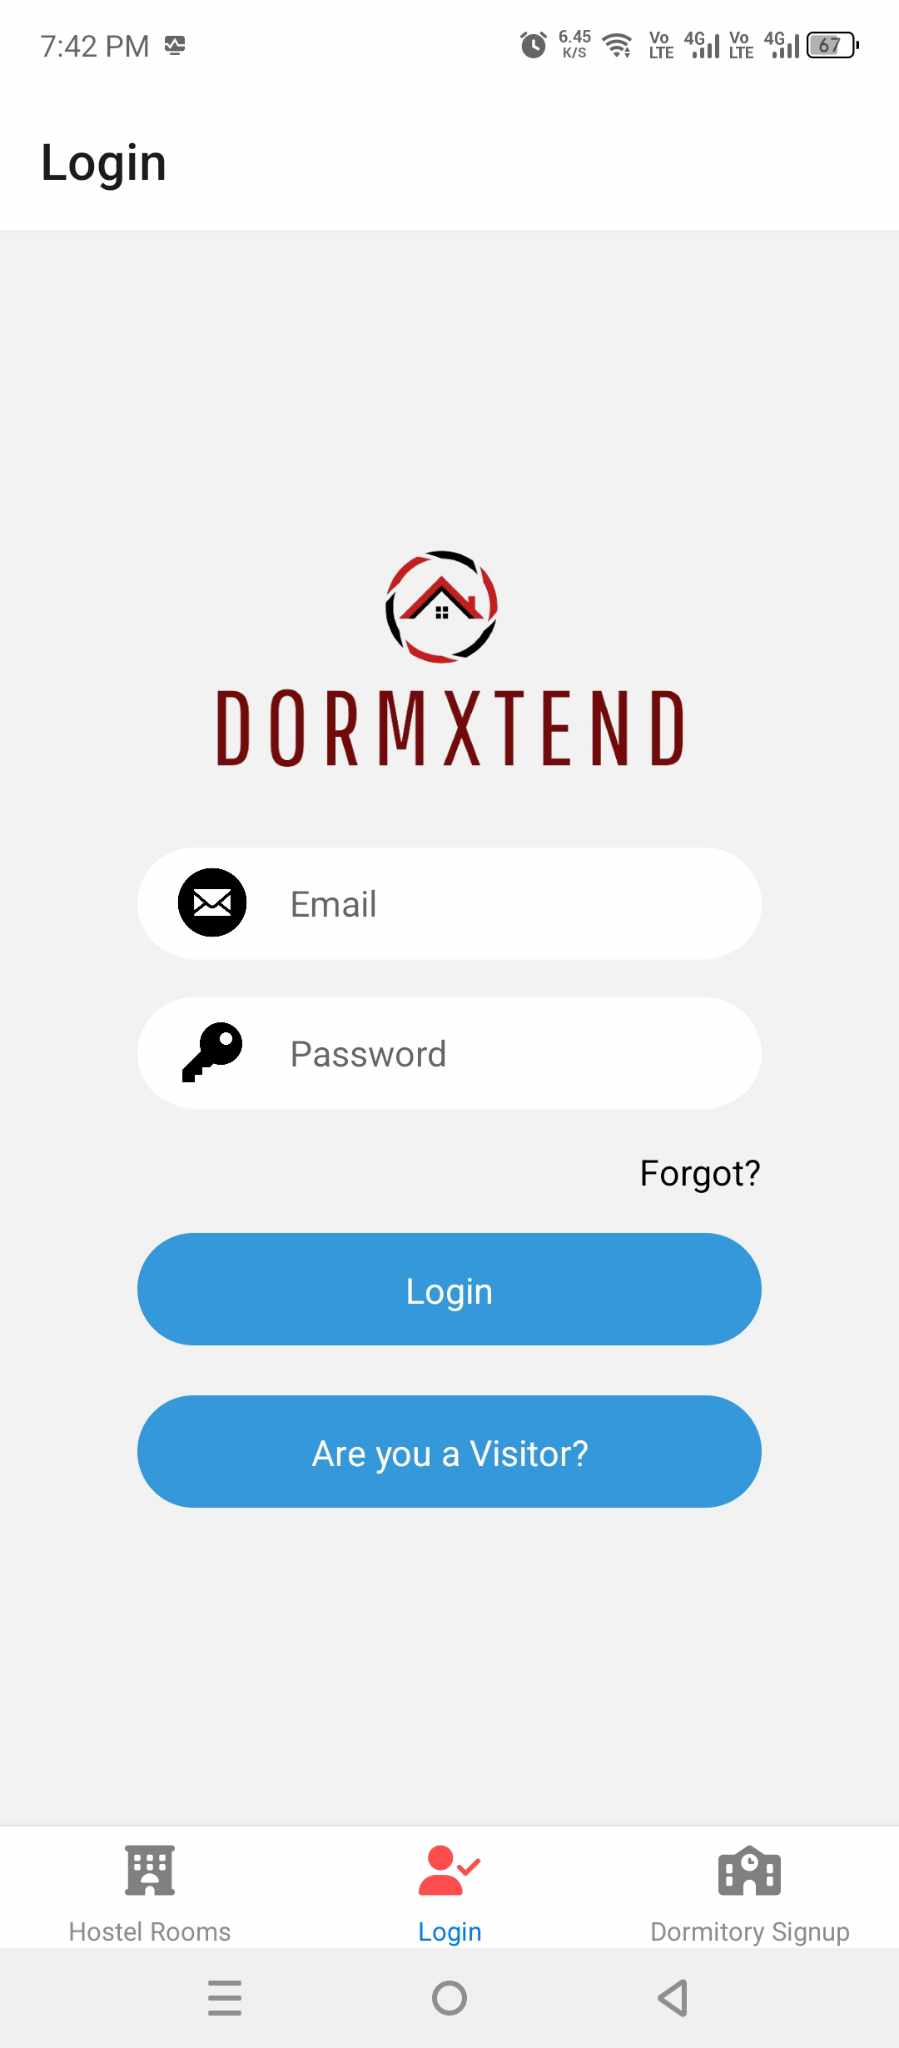 7:42 PM 6.45 K/S Vo LTE 4G Vo LTE 4G 67
Login
DORMXTEND
Email
Password
Forgot?
Login
Are you a Visitor?
Hostel Rooms Login Dormitory Signup